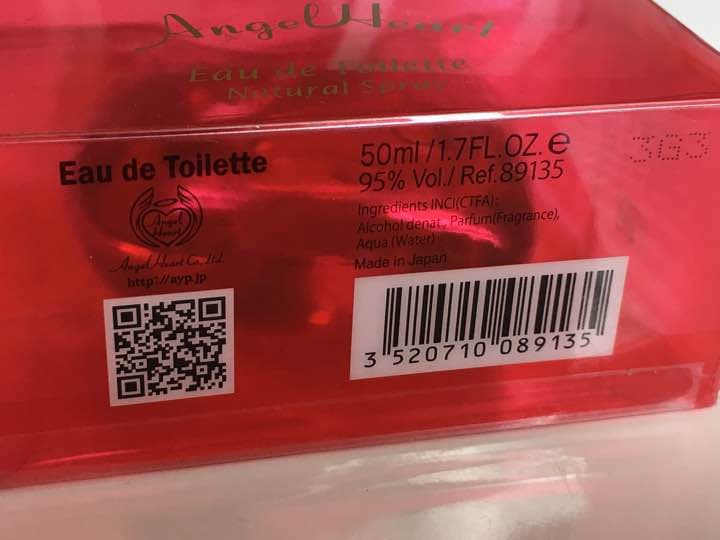 Angel Heart
Eau de Toilette
Natural Spray
Eau de Toilette
Angel
Heart
Angel Heart Co., Ltd.
http://ayp.jp
50ml/1.7FL.OZ. e
95% Vol./ Ref.89135
Ingredients INCI(CTFA):
Alcohol denat., Parfum(Fragrance),
Aqua (Water)
Made in Japan
3 520710 089135
3G3